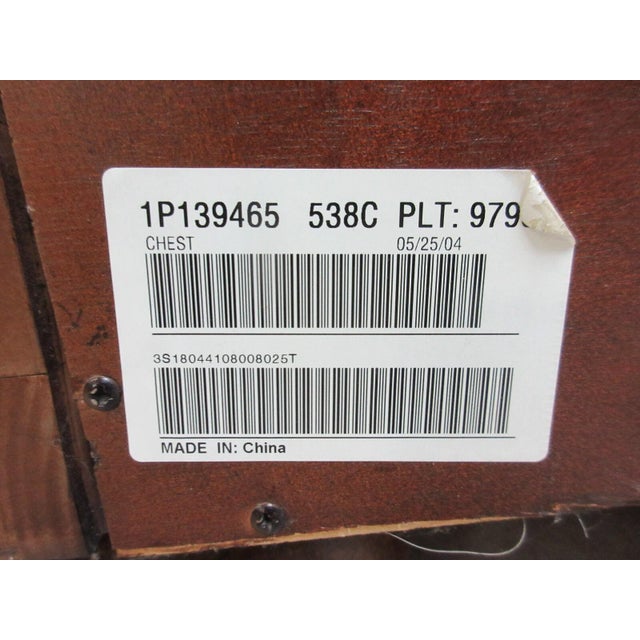 1P139465 538C PLT: 979
CHEST 05/25/04
3S18044108008025T
MADE IN: China